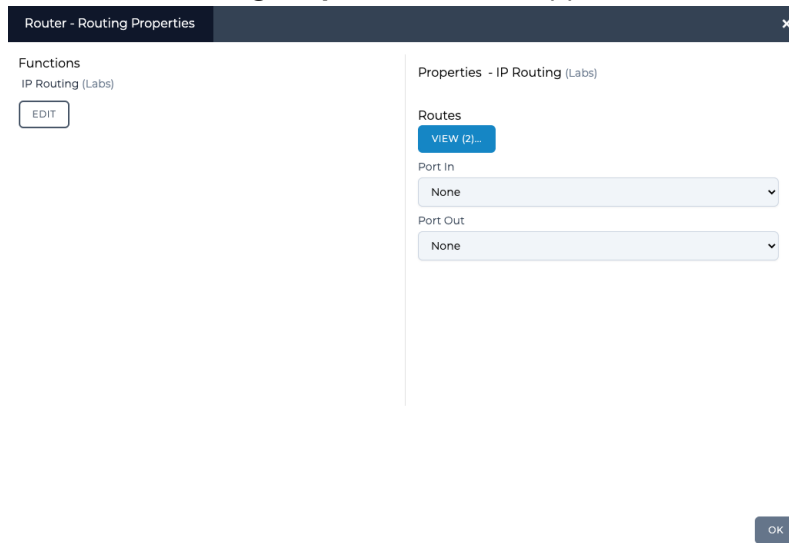 Router - Routing Properties
×
Functions
IP Routing (Labs)
EDIT
Properties - IP Routing (Labs)
Routes
VIEW (2)...
Port In
None
Port Out
None
OK